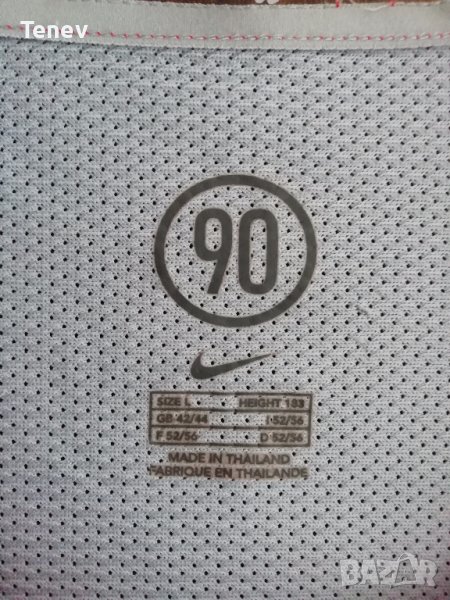 Tenev
90
SIZE L HEIGHT 183
GB 42/44 I 52/56
F 52/56 D 52/56
MADE IN THAILAND
FABRIQUE EN THAILANDE
BAZAR